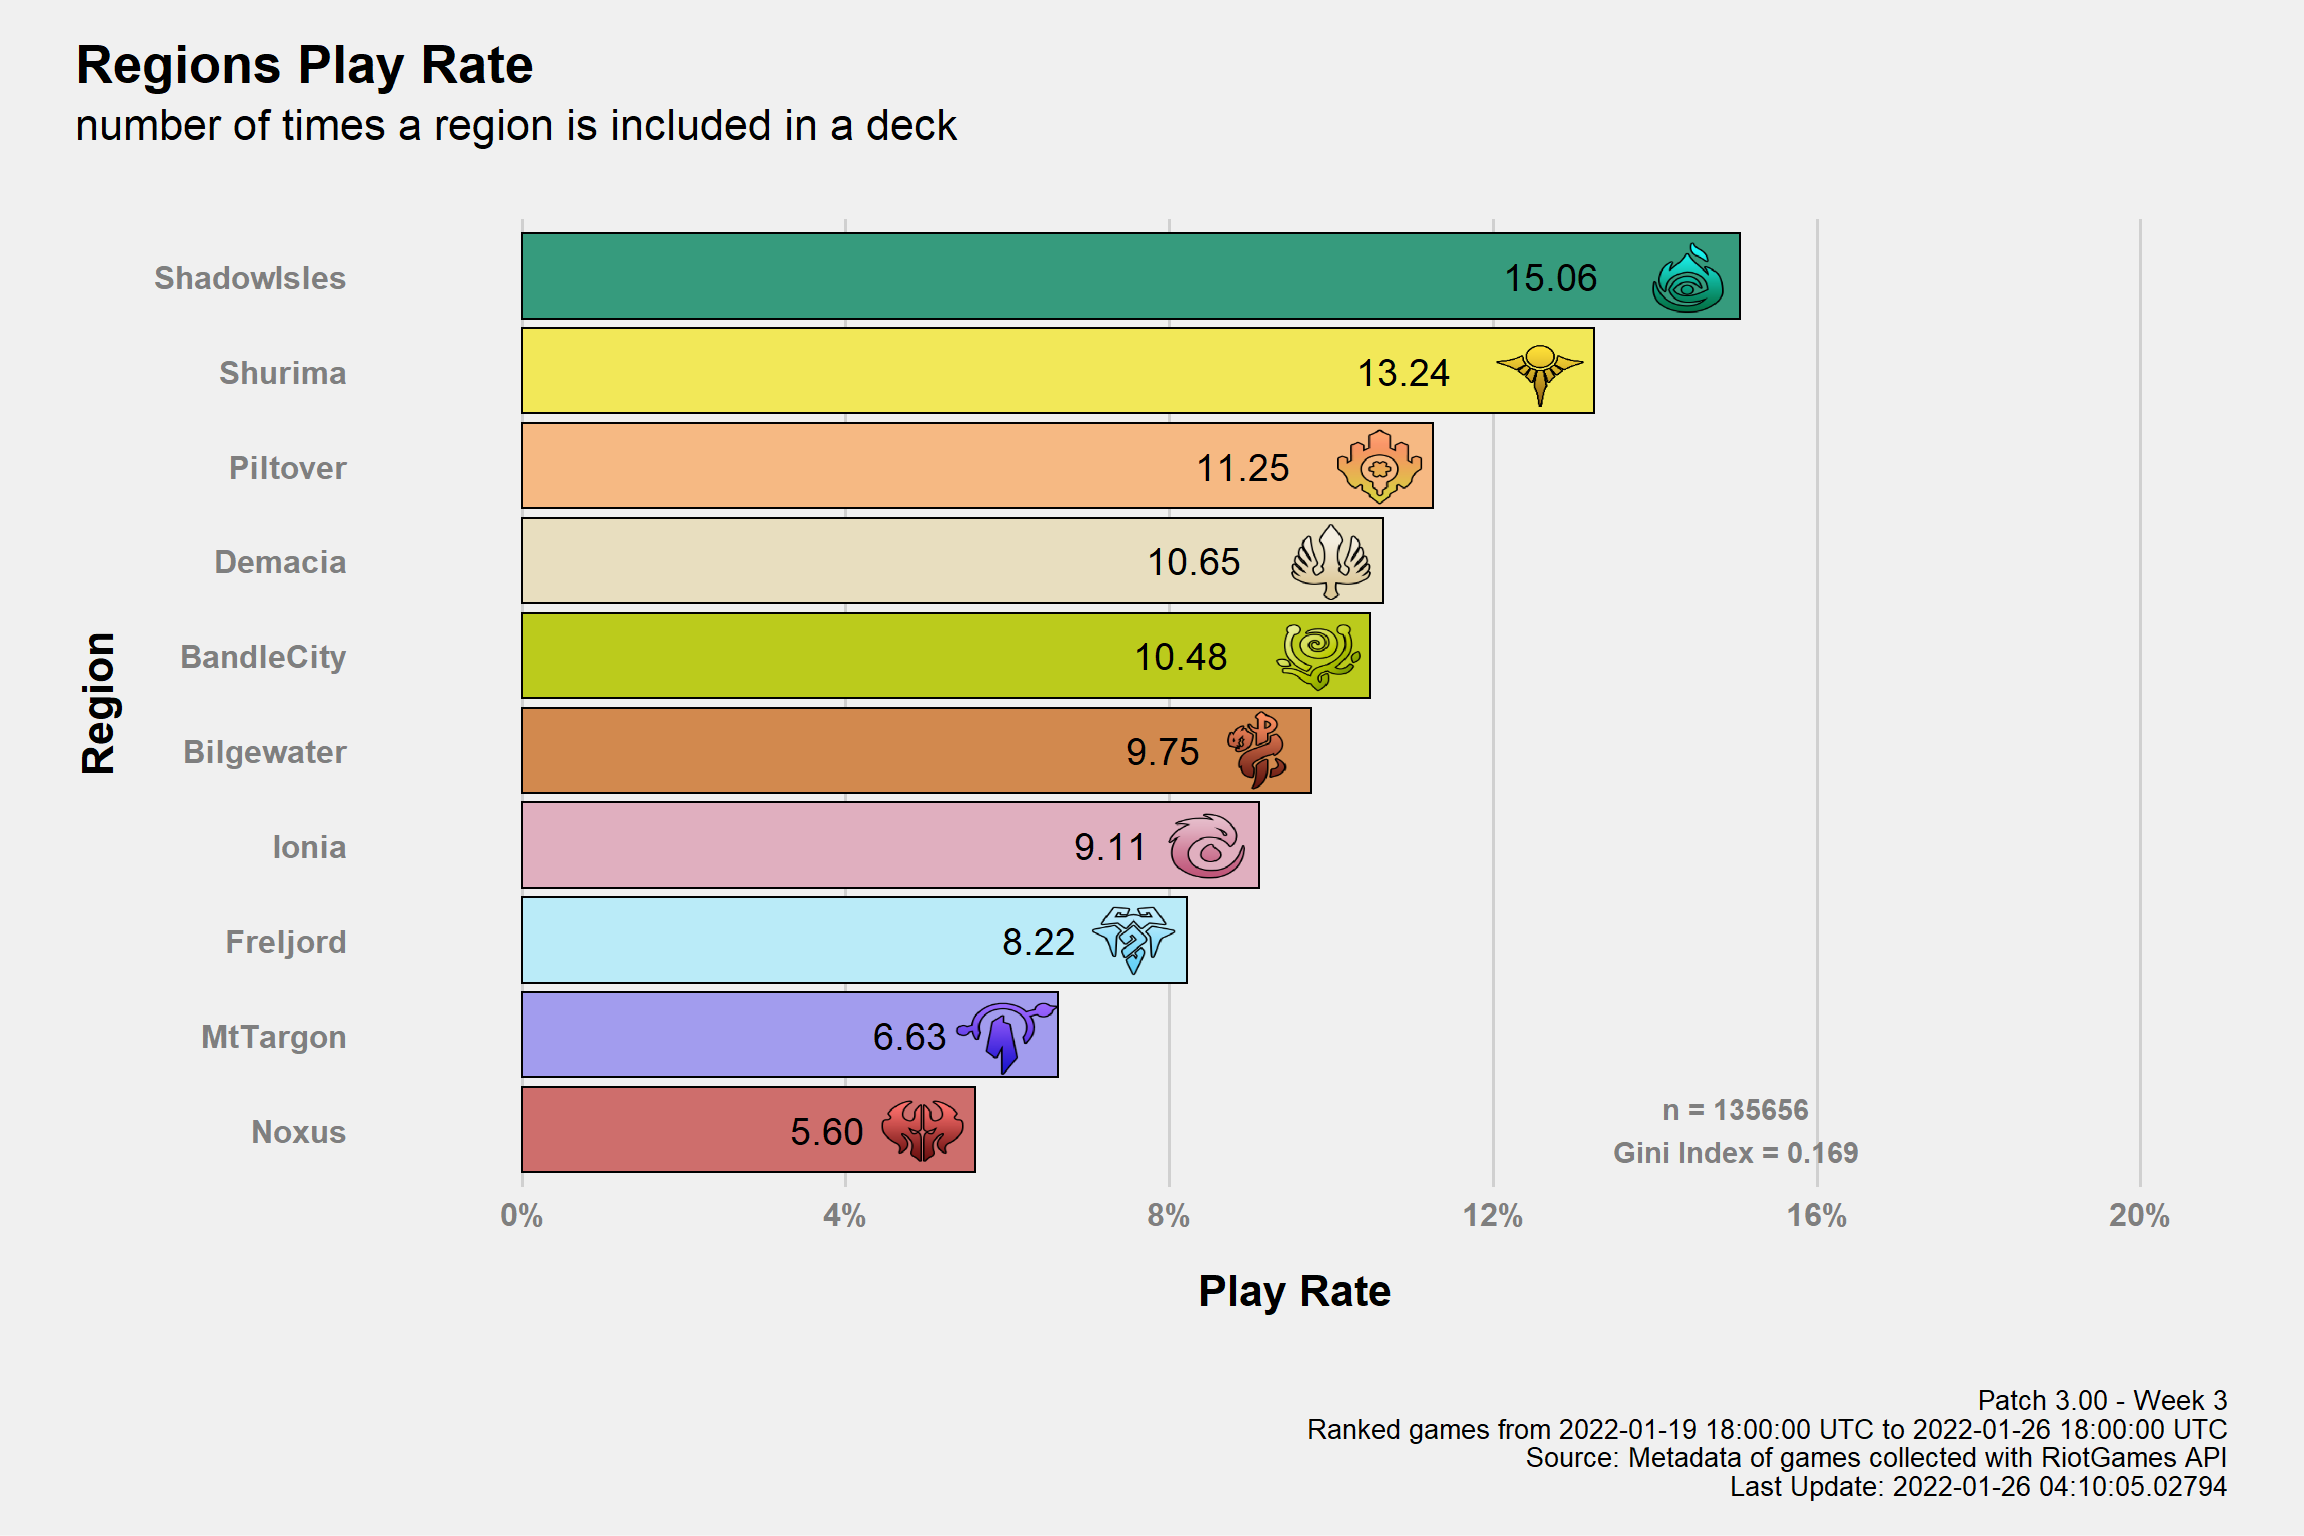 Regions Play Rate
number of times a region is included in a deck
Region
ShadowIsles 15.06
Shurima 13.24
Piltover 11.25
Demacia 10.65
BandleCity 10.48
Bilgewater 9.75
Ionia 9.11
Freljord 8.22
MtTargon 6.63
Noxus 5.60
n = 135656
Gini Index = 0.169
0% 4% 8% 12% 16% 20%
Play Rate
Patch 3.00 - Week 3
Ranked games from 2022-01-19 18:00:00 UTC to 2022-01-26 18:00:00 UTC
Source: Metadata of games collected with RiotGames API
Last Update: 2022-01-26 04:10:05.02794